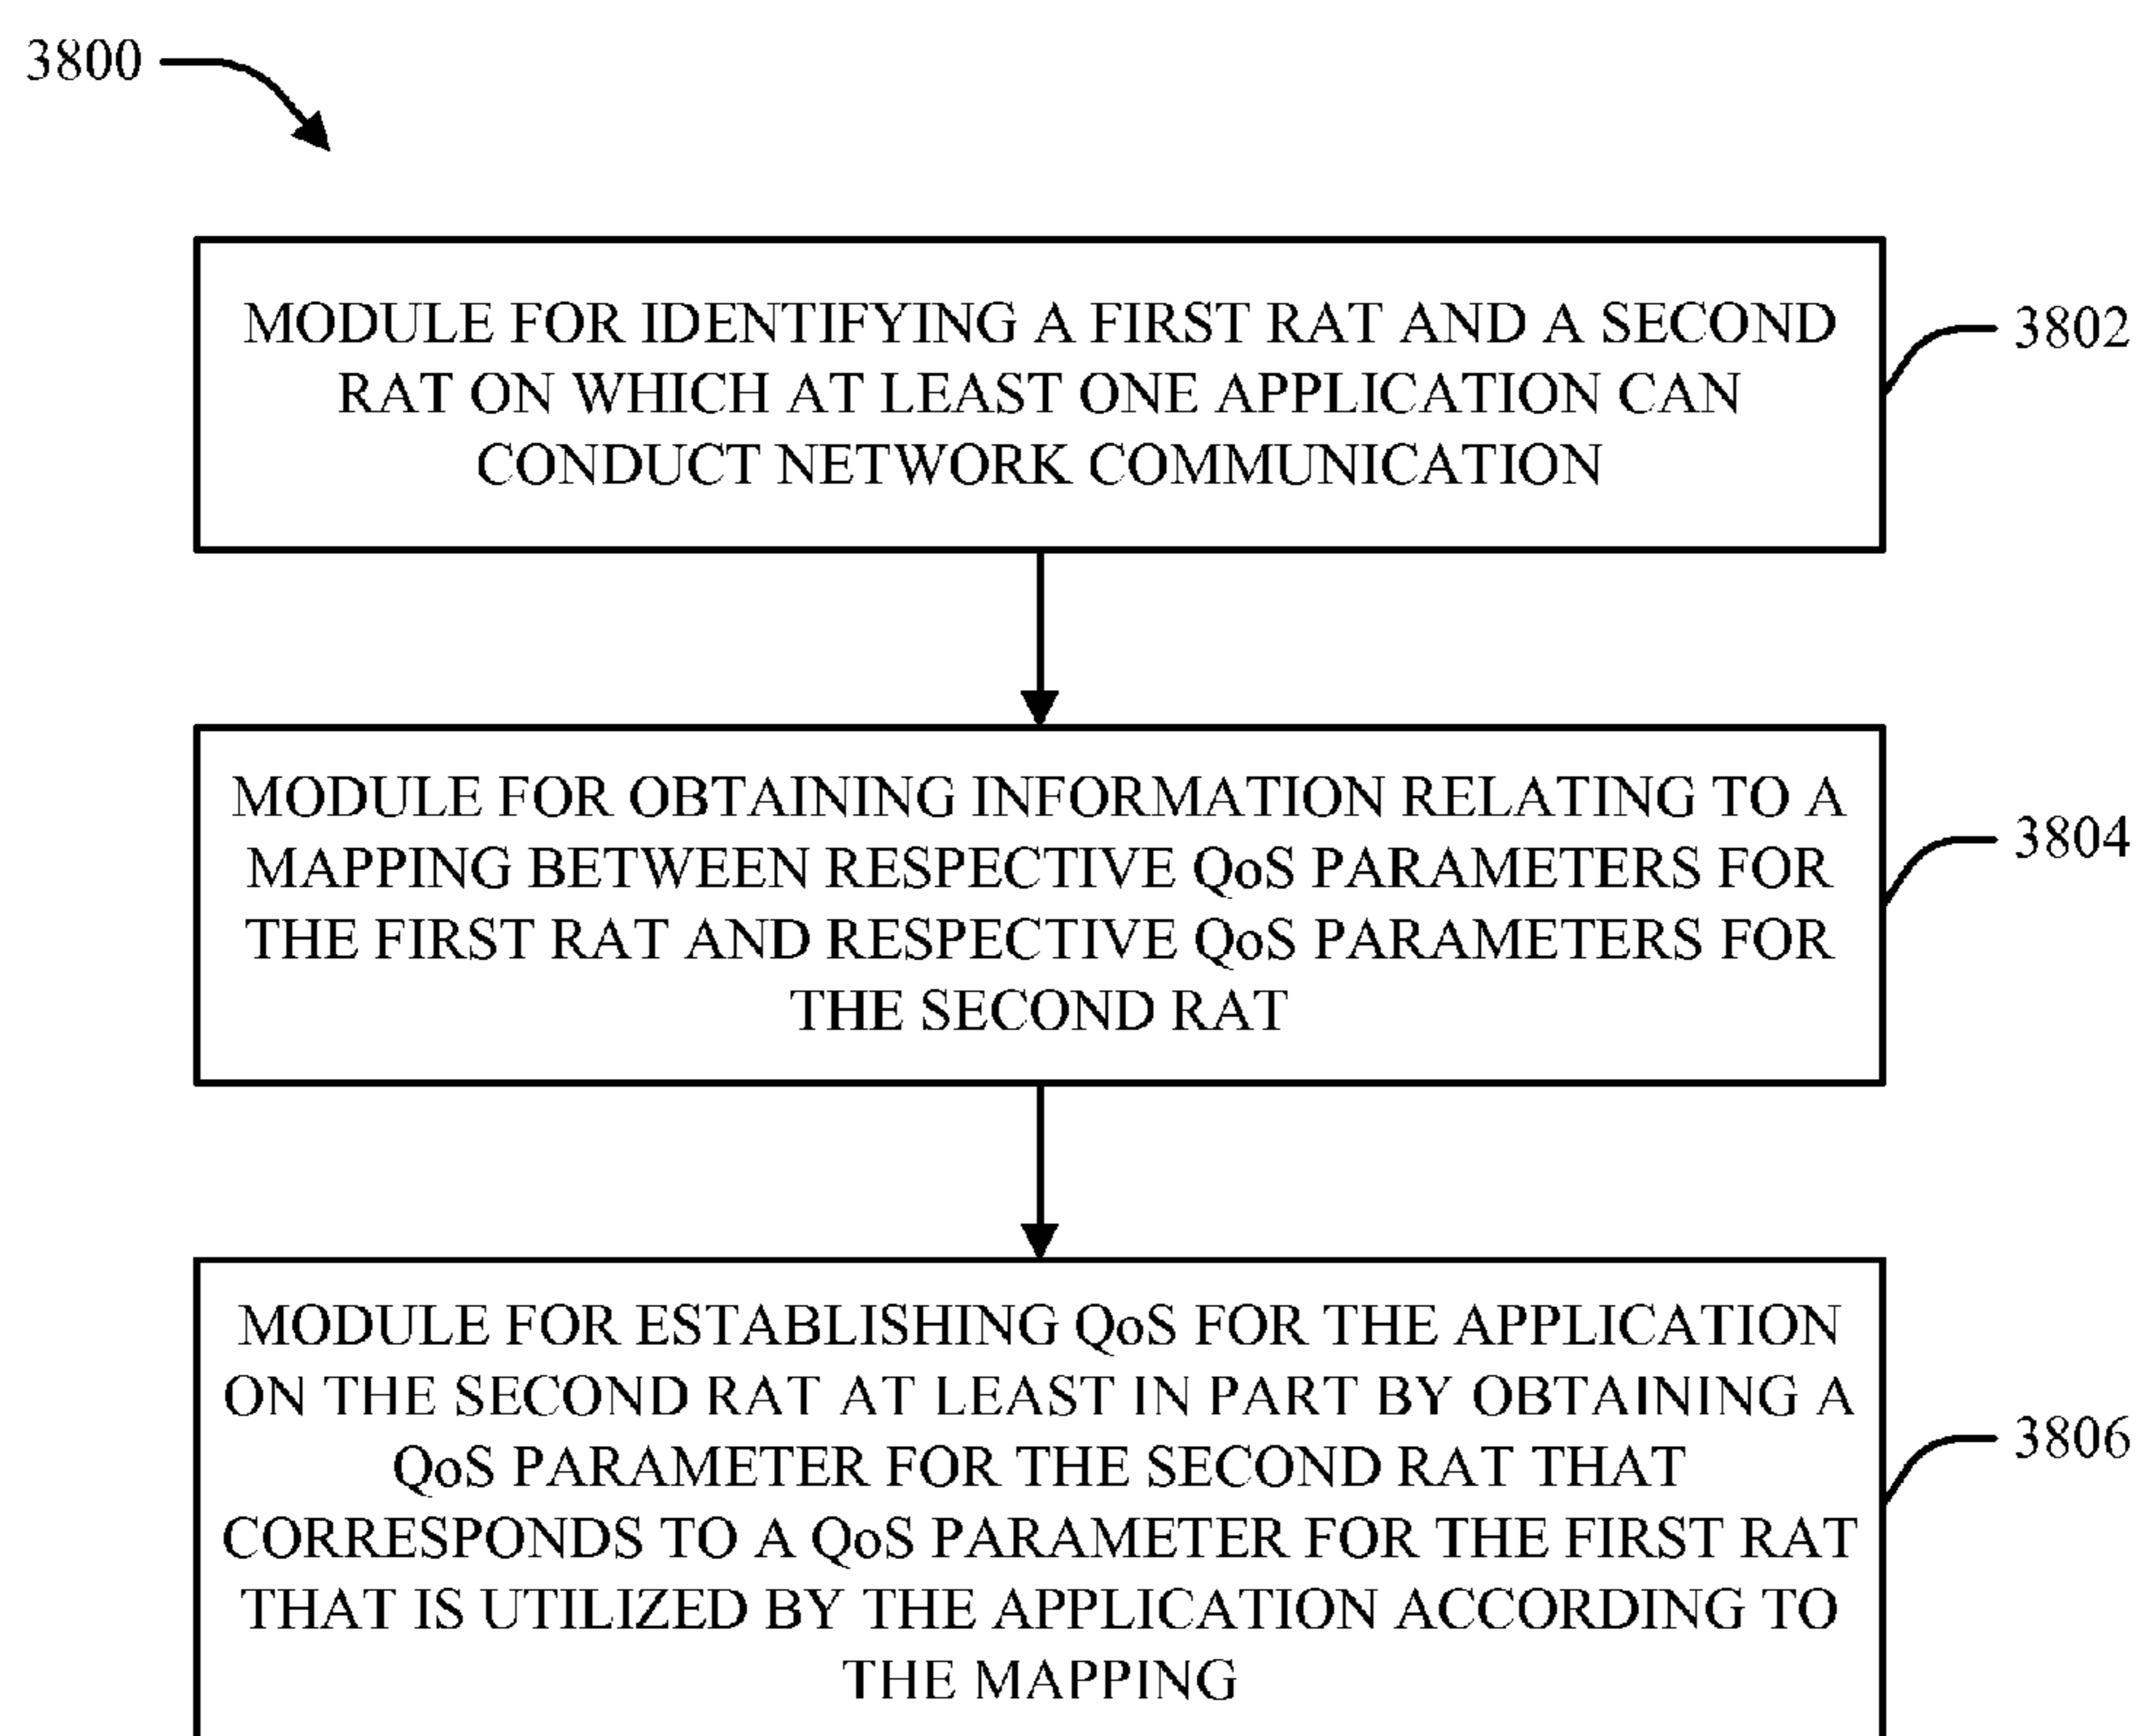 3800
MODULE FOR IDENTIFYING A FIRST RAT AND A SECOND
RAT ON WHICH AT LEAST ONE APPLICATION CAN
CONDUCT NETWORK COMMUNICATION
3802
MODULE FOR OBTAINING INFORMATION RELATING TO A
MAPPING BETWEEN RESPECTIVE QoS PARAMETERS FOR
THE FIRST RAT AND RESPECTIVE QoS PARAMETERS FOR
THE SECOND RAT
3804
MODULE FOR ESTABLISHING QoS FOR THE APPLICATION
ON THE SECOND RAT AT LEAST IN PART BY OBTAINING A
QoS PARAMETER FOR THE SECOND RAT THAT
CORRESPONDS TO A QoS PARAMETER FOR THE FIRST RAT
THAT IS UTILIZED BY THE APPLICATION ACCORDING TO
THE MAPPING
3806